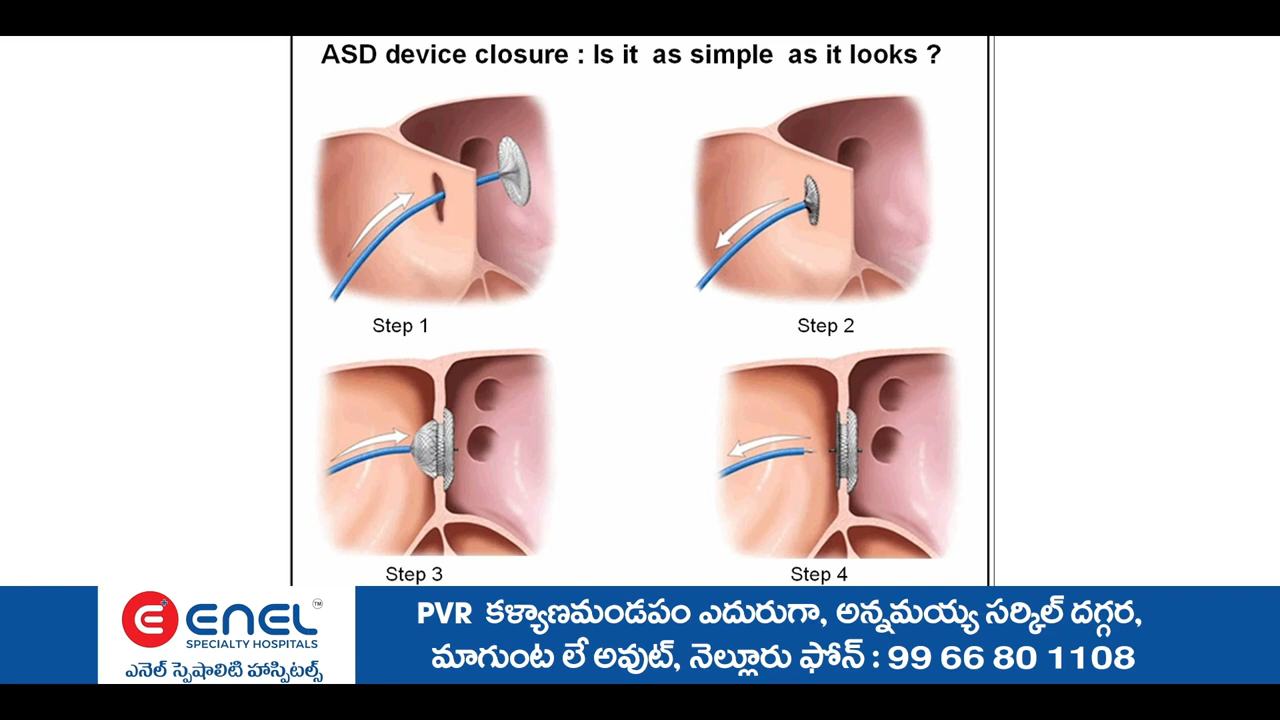 ASD device closure : Is it as simple as it looks ?
Step 1
Step 2
Step 3
Step 4
ENEL TM
SPECIALTY HOSPITALS
ఎనెల్ స్పెషాలిటి హాస్పిటల్స్
PVR కళ్యాణమండపం ఎదురుగా, అన్నమయ్య సర్కిల్ దగ్గర,
మాగుంట లే అవుట్, నెల్లూరు ఫోన్ : 99 66 80 1108